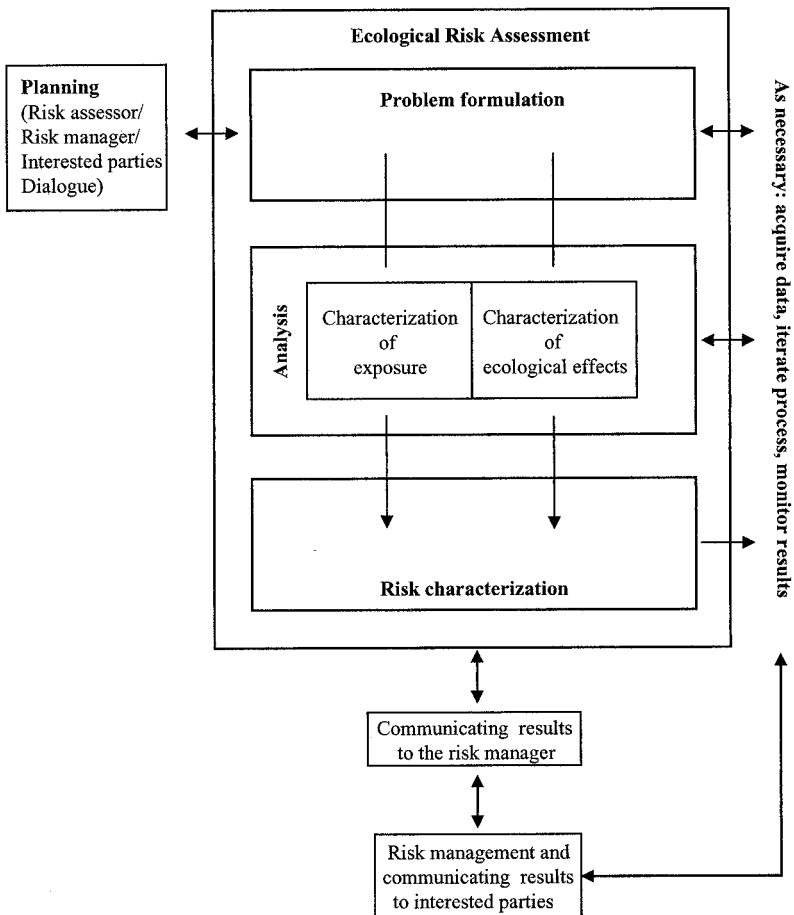 Ecological Risk Assessment
Planning
(Risk assessor/
Risk manager/
Interested parties
Dialogue)
Problem formulation
Analysis
Characterization
of
exposure
Characterization
of
ecological effects
Risk characterization
As necessary: acquire data, iterate process, monitor results
Communicating results
to the risk manager
Risk management and
communicating results
to interested parties